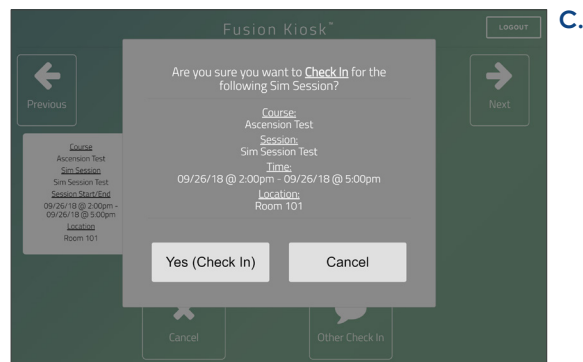 Fusion Kiosk™
LOGOUT
C.
Previous
Next
Course
Ascension Test
Sim Session
Sim Session Test
Session Start/End
09/26/18 @ 2:00pm -
09/26/18 @ 5:00pm
Location
Room 101
Are you sure you want to Check In for the
following Sim Session?
Course:
Ascension Test
Session:
Sim Session Test
Time:
09/26/18 @ 2:00pm - 09/26/18 @ 5:00pm
Location:
Room 101
Yes (Check In)
Cancel
Cancel
Other Check In